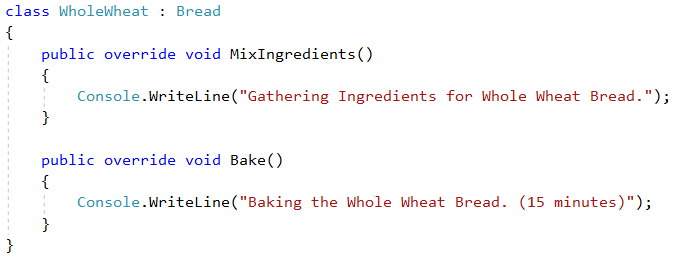 class WholeWheat : Bread
{
    public override void MixIngredients()
    {
        Console.WriteLine("Gathering Ingredients for Whole Wheat Bread.");
    }

    public override void Bake()
    {
        Console.WriteLine("Baking the Whole Wheat Bread. (15 minutes)");
    }
}